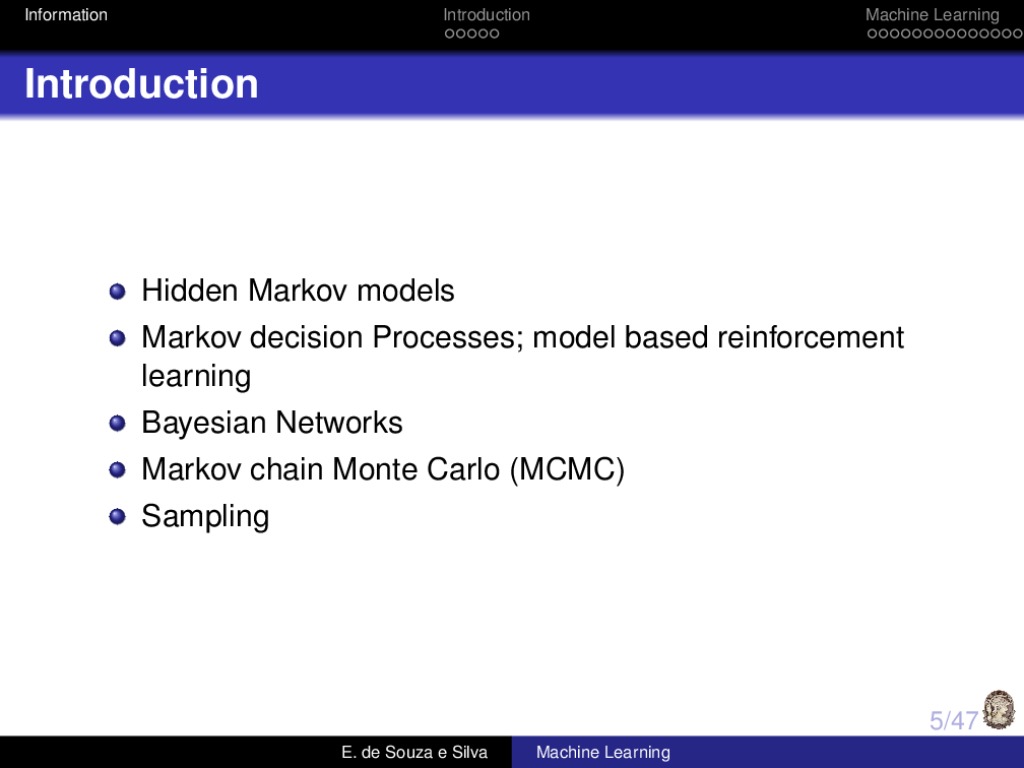 Information Introduction Machine Learning
Introduction
Hidden Markov models
Markov decision Processes; model based reinforcement
learning
Bayesian Networks
Markov chain Monte Carlo (MCMC)
Sampling
5/47
E. de Souza e Silva Machine Learning